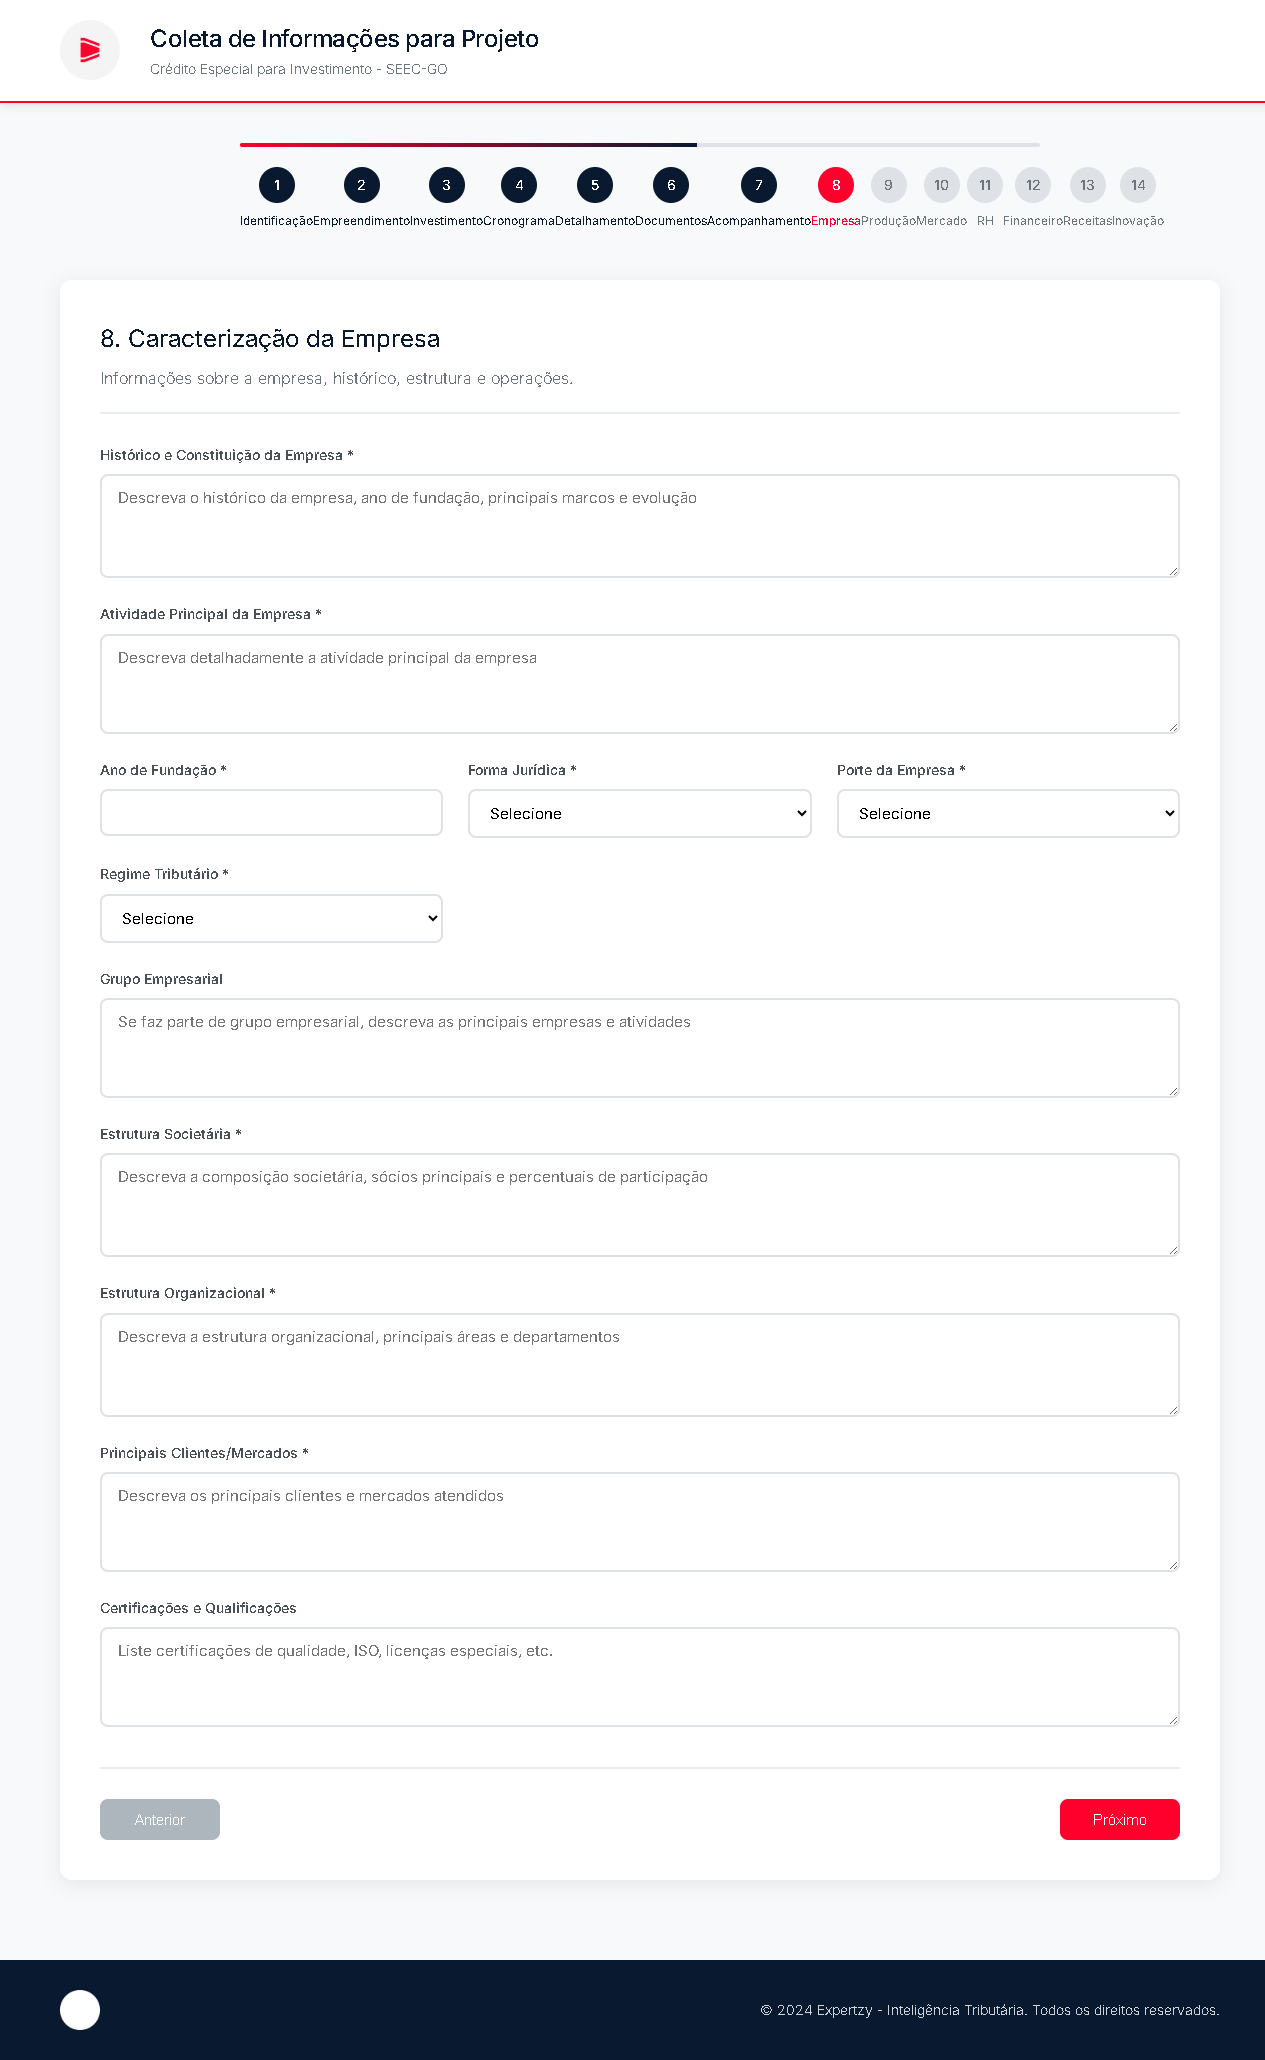 Coleta de Informações para Projeto
Crédito Especial para Investimento - SEEC-GO
1 2 3 4 5 6 7 8 9 10 11 12 13 14
Identificação Empreendimento Investimento Cronograma Detalhamento Documentos Acompanhamento Empresa Produção Mercado RH Financeiro Receitas Inovação
8. Caracterização da Empresa
Informações sobre a empresa, histórico, estrutura e operações.
Histórico e Constituição da Empresa *
Descreva o histórico da empresa, ano de fundação, principais marcos e evolução
Atividade Principal da Empresa *
Descreva detalhadamente a atividade principal da empresa
Ano de Fundação * Forma Jurídica * Porte da Empresa *
Selecione Selecione
Regime Tributário *
Selecione
Grupo Empresarial
Se faz parte de grupo empresarial, descreva as principais empresas e atividades
Estrutura Societária *
Descreva a composição societária, sócios principais e percentuais de participação
Estrutura Organizacional *
Descreva a estrutura organizacional, principais áreas e departamentos
Principais Clientes/Mercados *
Descreva os principais clientes e mercados atendidos
Certificações e Qualificações
Liste certificações de qualidade, ISO, licenças especiais, etc.
Anterior Próximo
© 2024 Expertzy - Inteligência Tributária. Todos os direitos reservados.